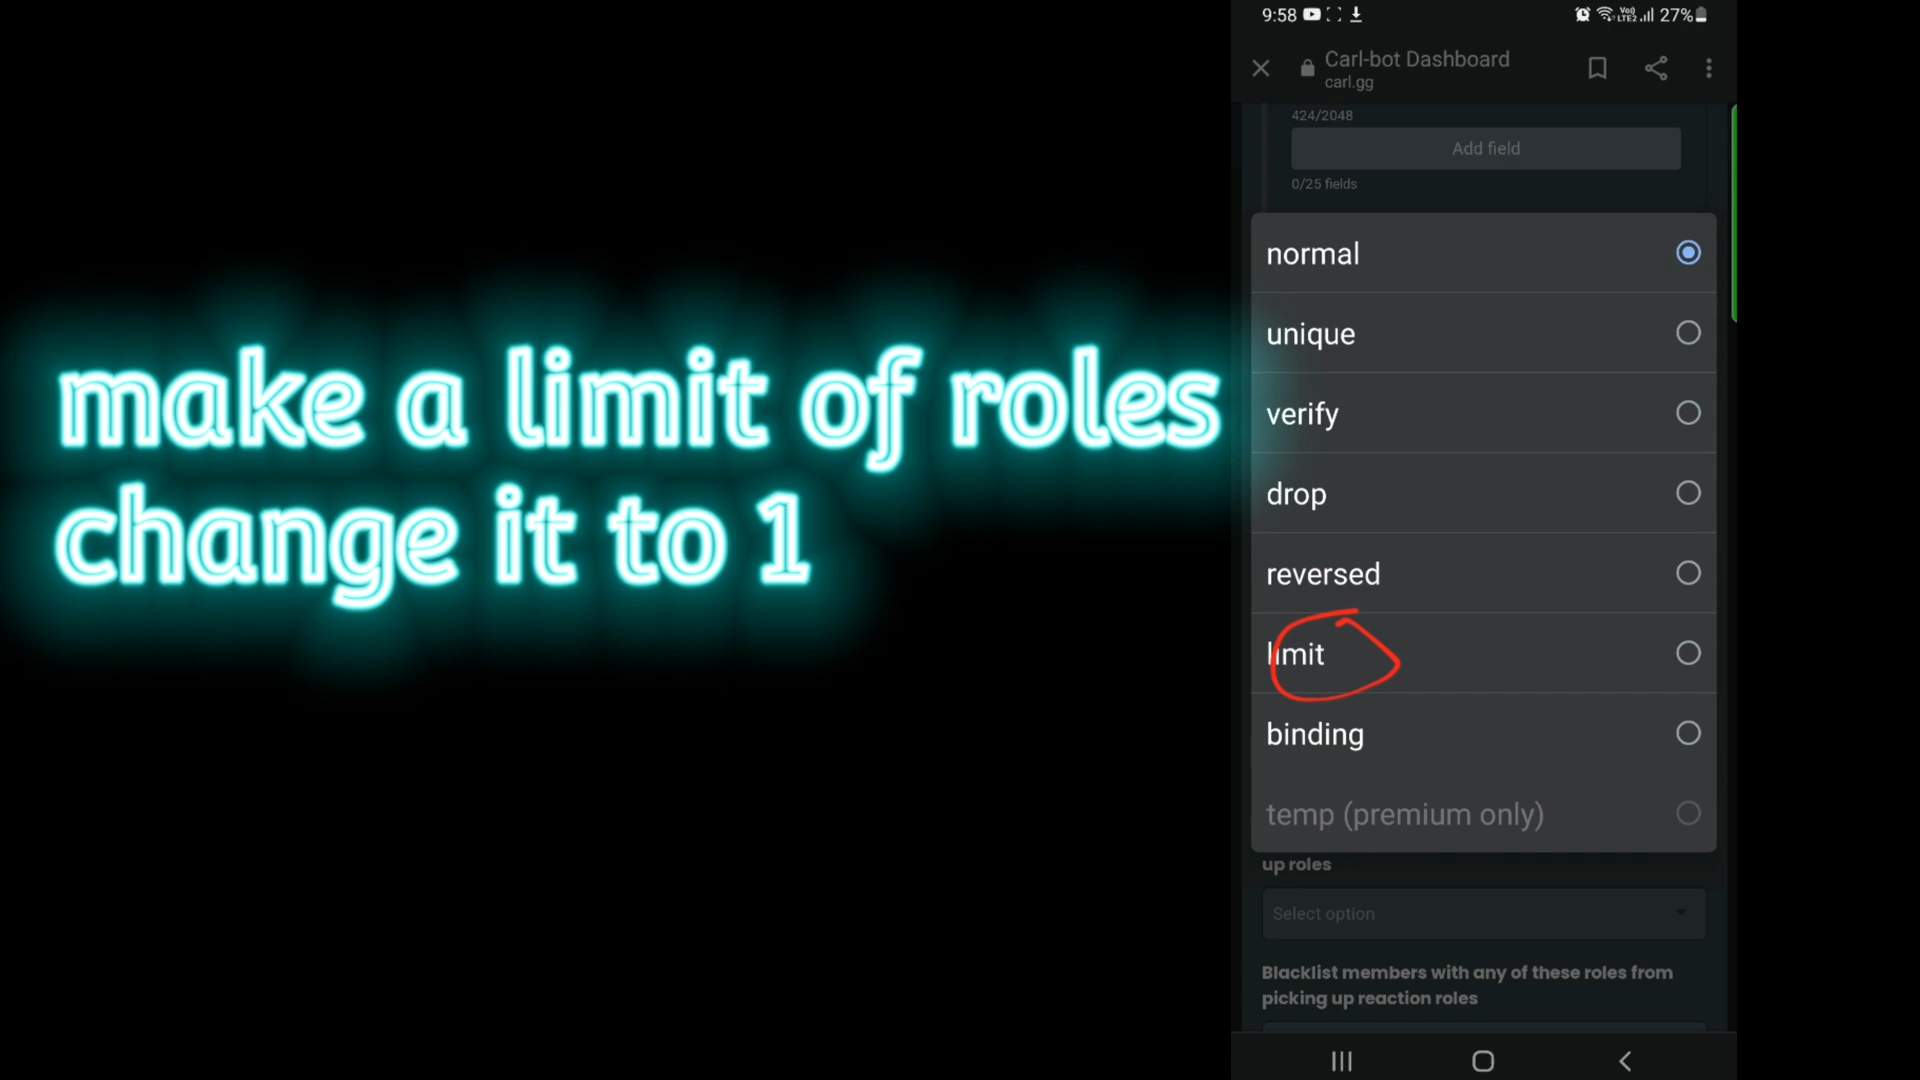 make a limit of roles
change it to 1
9:58
Vo))
LTE2
27%
Carl-bot Dashboard
carl.gg
424/2048
Add field
0/25 fields
normal
unique
verify
drop
reversed
limit
binding
temp (premium only)
up roles
Select option
Blacklist members with any of these roles from
picking up reaction roles